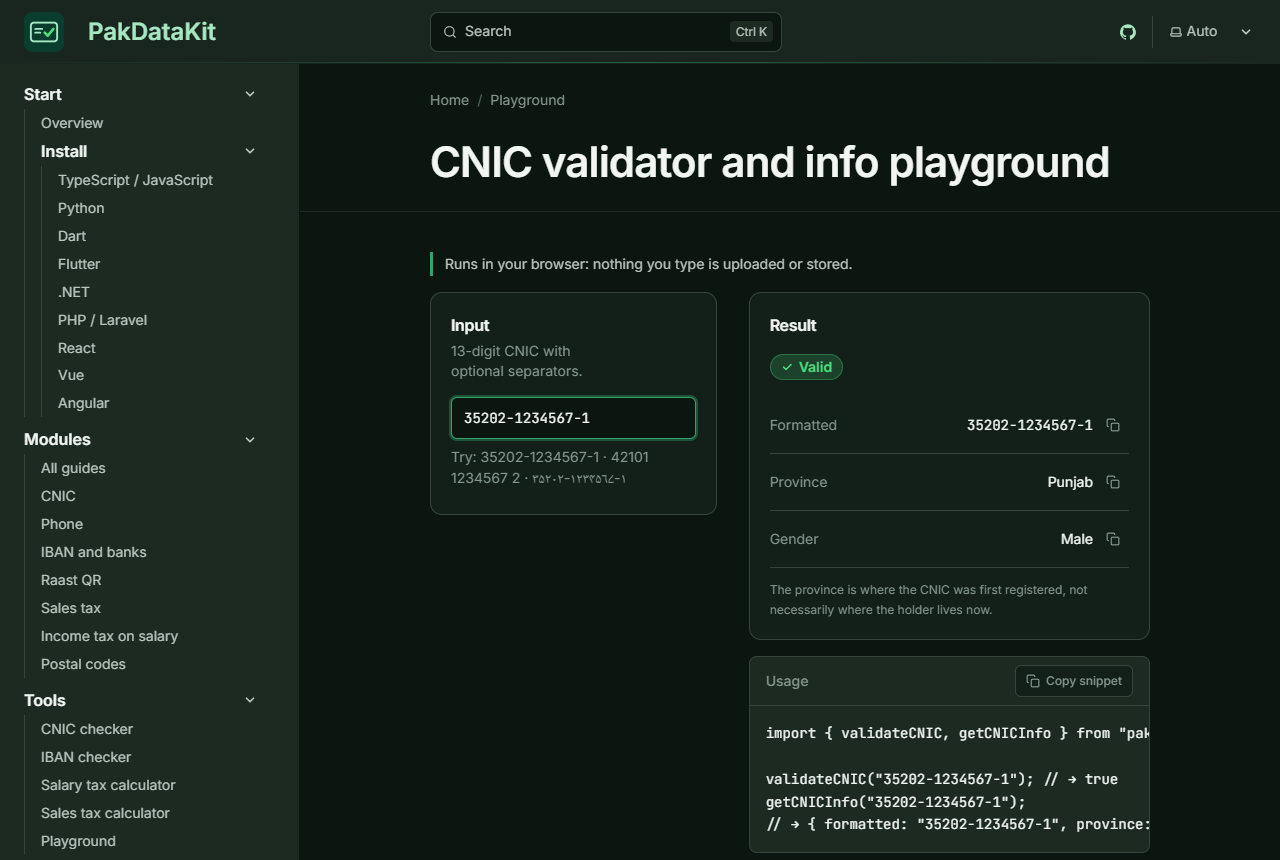 PakDataKit
Search
Ctrl K
Auto
Start
Overview
Install
TypeScript / JavaScript
Python
Dart
Flutter
.NET
PHP / Laravel
React
Vue
Angular
Modules
All guides
CNIC
Phone
IBAN and banks
Raast QR
Sales tax
Income tax on salary
Postal codes
Tools
CNIC checker
IBAN checker
Salary tax calculator
Sales tax calculator
Playground
Home / Playground
CNIC validator and info playground
Runs in your browser: nothing you type is uploaded or stored.
Input
13-digit CNIC with
optional separators.
35202-1234567-1
Try: 35202-1234567-1 · 42101
1234567 2 · ۳۵۲۰۲-۱۲۳۴۵۶۷-۱
Result
Valid
Formatted 35202-1234567-1
Province Punjab
Gender Male
The province is where the CNIC was first registered, not
necessarily where the holder lives now.
Usage
Copy snippet
import { validateCNIC, getCNICInfo } from "pak
validateCNIC("35202-1234567-1"); // → true
getCNICInfo("35202-1234567-1");
// → { formatted: "35202-1234567-1", province: